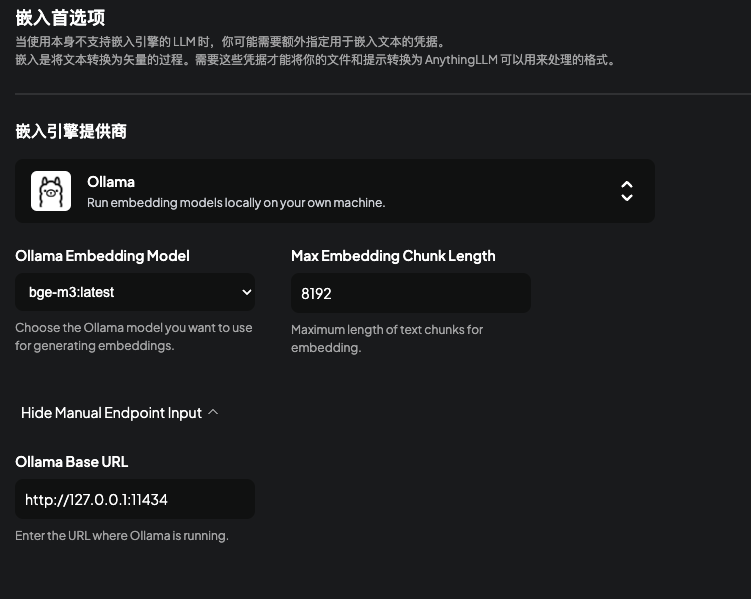 嵌入首选项
当使用本身不支持嵌入引擎的 LLM 时，你可能需要额外指定用于嵌入文本的凭据。
嵌入是将文本转换为矢量的过程。需要这些凭据才能将你的文件和提示转换为 AnythingLLM 可以用来处理的格式。
嵌入引擎提供商
Ollama
Run embedding models locally on your own machine.
Ollama Embedding Model
bge-m3:latest
Choose the Ollama model you want to use
for generating embeddings.
Max Embedding Chunk Length
8192
Maximum length of text chunks for
embedding.
Hide Manual Endpoint Input
Ollama Base URL
http://127.0.0.1:11434
Enter the URL where Ollama is running.